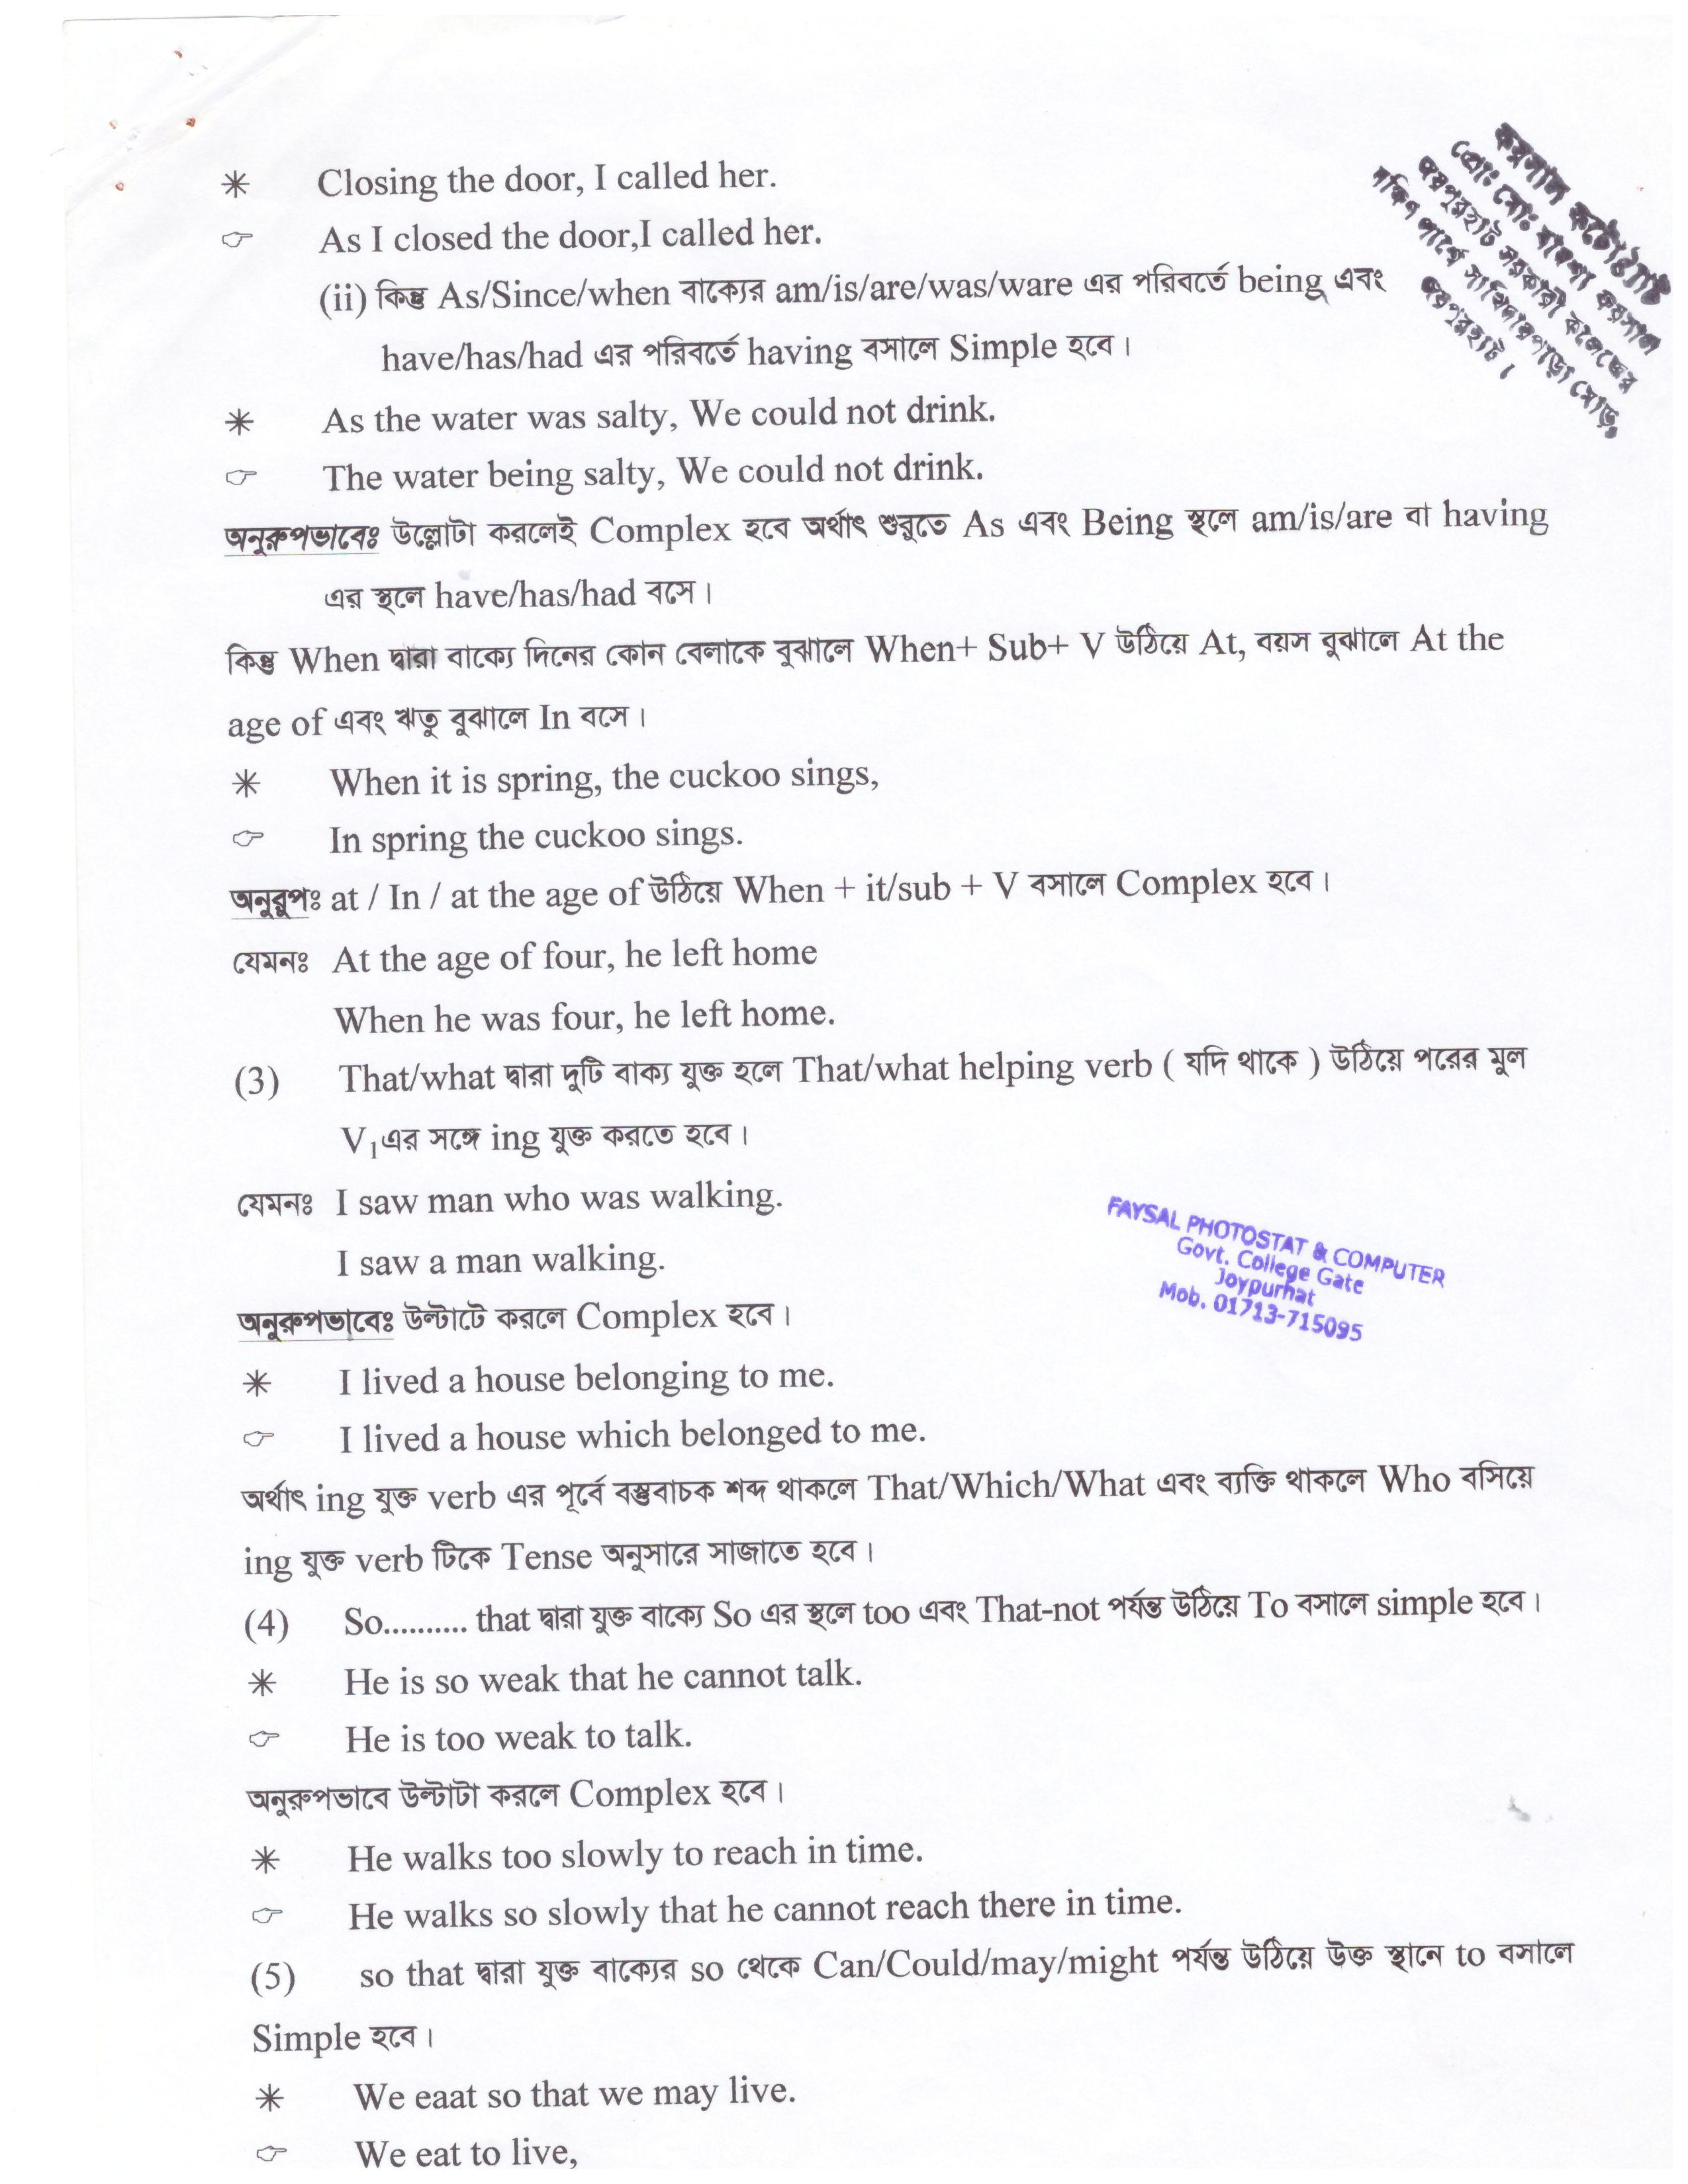 ✳ Closing the door, I called her.
☞ As I closed the door,I called her.
(ii) কিন্তু As/Since/when বাক্যের am/is/are/was/ware এর পরিবর্তে being এবং
have/has/had এর পরিবর্তে having বসালে Simple হবে।
✳ As the water was salty, We could not drink.
☞ The water being salty, We could not drink.
অনুরুপভাবেঃ উল্লোটা করলেই Complex হবে অর্থাৎ শুরুতে As এবং Being স্থলে am/is/are বা having
এর স্থলে have/has/had বসে।
কিন্তু When দ্বারা বাক্যে দিনের কোন বেলাকে বুঝালে When+ Sub+ V উঠিয়ে At, বয়স বুঝালে At the
age of এবং ঋতু বুঝালে In বসে।
✳ When it is spring, the cuckoo sings,
☞ In spring the cuckoo sings.
অনুরুপঃ at / In / at the age of উঠিয়ে When + it/sub + V বসালে Complex হবে।
যেমনঃ At the age of four, he left home
When he was four, he left home.
(3) That/what দ্বারা দুটি বাক্য যুক্ত হলে That/what helping verb ( যদি থাকে ) উঠিয়ে পরের মুল
V₁এর সঙ্গে ing যুক্ত করতে হবে।
যেমনঃ I saw man who was walking.
I saw a man walking.
অনুরুপভাবেঃ উল্টাটে করলে Complex হবে।
✳ I lived a house belonging to me.
☞ I lived a house which belonged to me.
অর্থাৎ ing যুক্ত verb এর পূর্বে বস্তুবাচক শব্দ থাকলে That/Which/What এবং ব্যক্তি থাকলে Who বসিয়ে
ing যুক্ত verb টিকে Tense অনুসারে সাজাতে হবে।
(4) So.......... that দ্বারা যুক্ত বাক্যে So এর স্থলে too এবং That-not পর্যন্ত উঠিয়ে To বসালে simple হবে।
✳ He is so weak that he cannot talk.
☞ He is too weak to talk.
অনুরুপভাবে উল্টাটা করলে Complex হবে।
✳ He walks too slowly to reach in time.
☞ He walks so slowly that he cannot reach there in time.
(5) so that দ্বারা যুক্ত বাক্যের so থেকে Can/Could/may/might পর্যন্ত উঠিয়ে উক্ত স্থানে to বসালে
Simple হবে।
✳ We eaat so that we may live.
☞ We eat to live,
জয়পুরহাট সরকারী কলেজের
জয়পুরহাট।
FAYSAL PHOTOSTAT & COMPUTER
Govt. College Gate
Joypurhat
Mob. 01713-715095